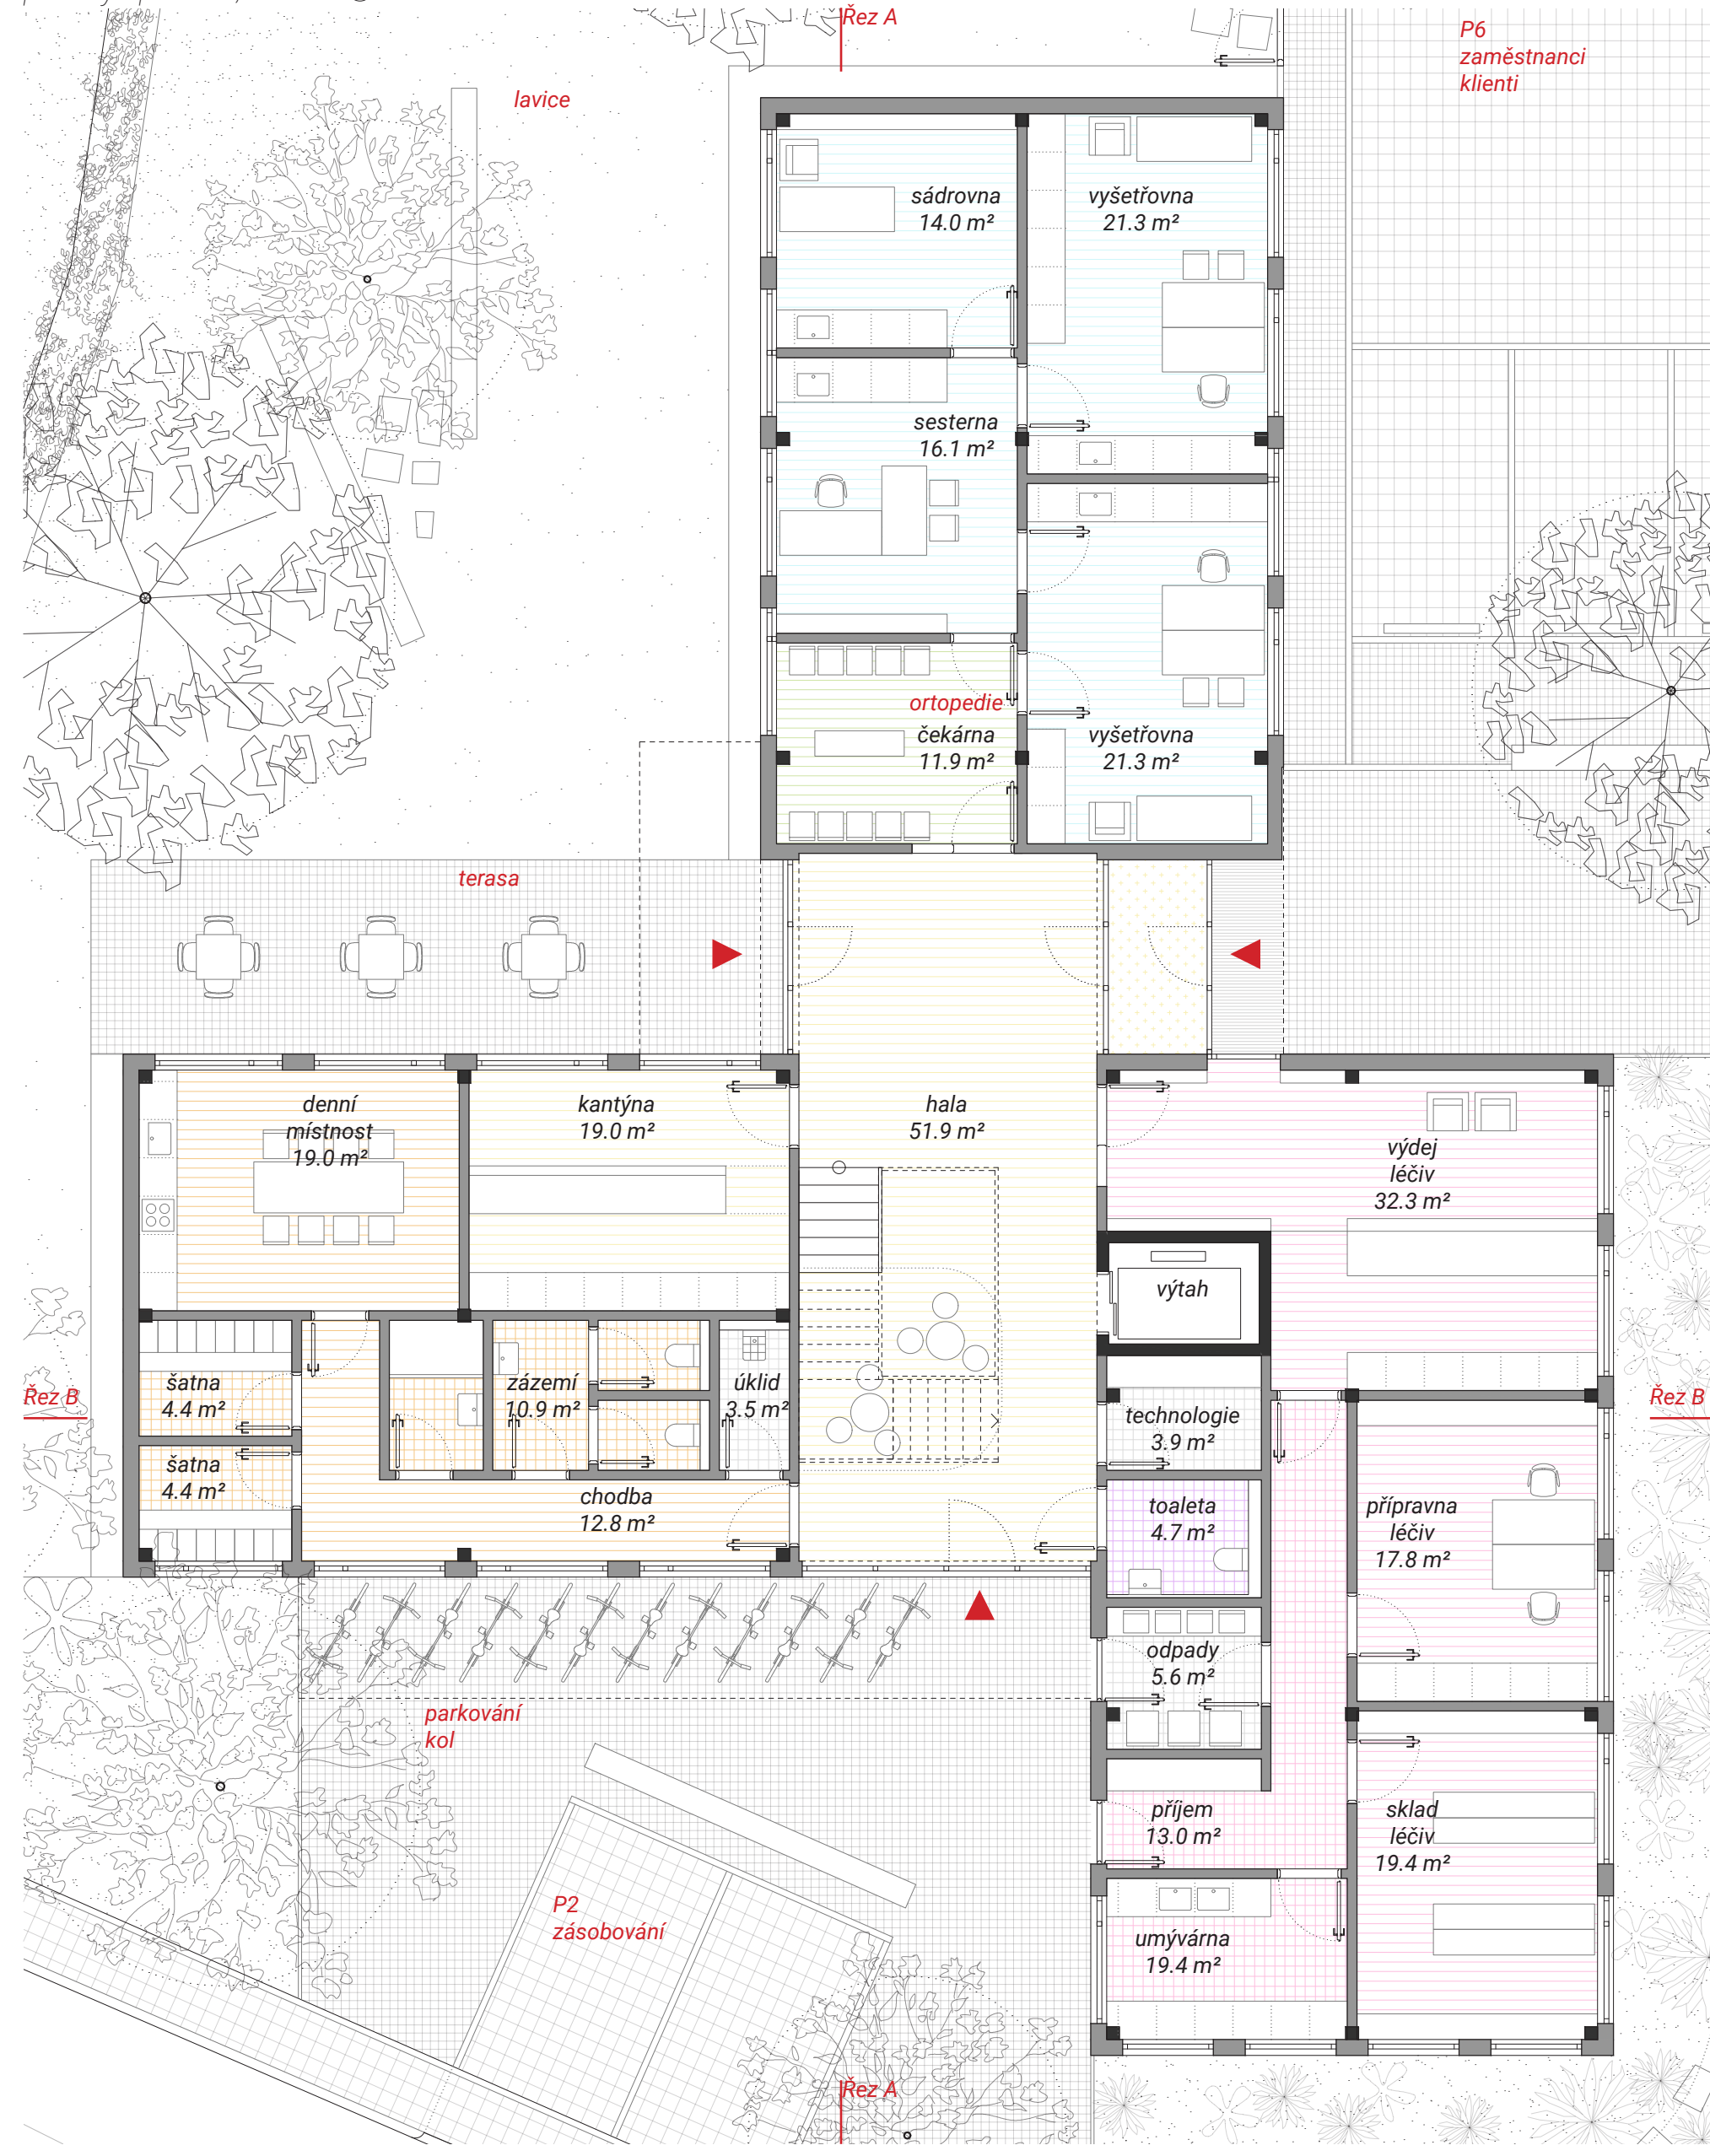 Řez A
P6
zaměstnanci
klienti
lavice
sádrovna
14.0 m²
vyšetřovna
21.3 m²
sesterna
16.1 m²
ortopedie
čekárna
11.9 m²
vyšetřovna
21.3 m²
terasa
denní
místnost
19.0 m²
kantýna
19.0 m²
hala
51.9 m²
výdej
léčiv
32.3 m²
výtah
Řez B
šatna
4.4 m²
zázemí
10.9 m²
úklid
3.5 m²
technologie
3.9 m²
Řez B
šatna
4.4 m²
chodba
12.8 m²
toaleta
4.7 m²
přípravna
léčiv
17.8 m²
odpady
5.6 m²
parkování
kol
příjem
13.0 m²
sklad
léčiv
19.4 m²
P2
zásobování
umývárna
19.4 m²
Řez A